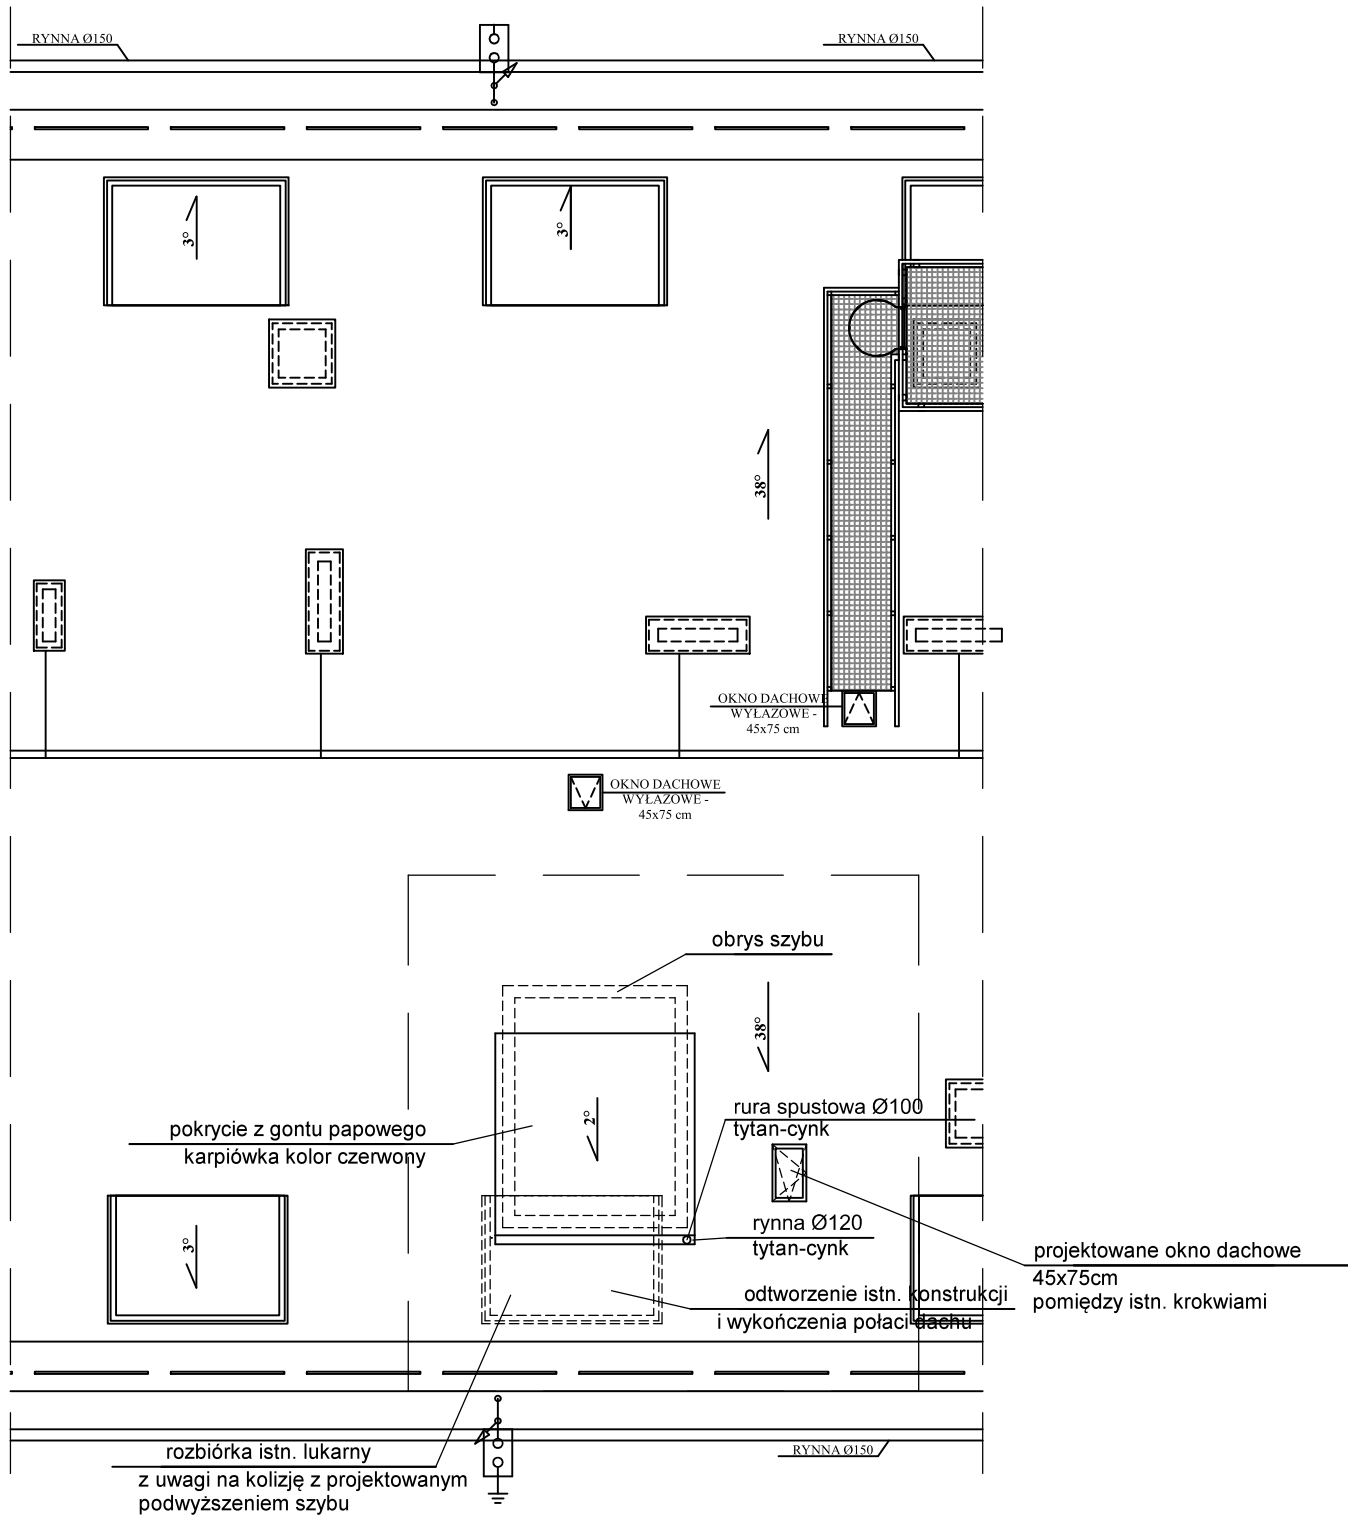 RYNNA Ø150
RYNNA Ø150
3°
3°
38°
OKNO DACHOWE
WYŁAZOWE -
45x75 cm
OKNO DACHOWE
WYŁAZOWE -
45x75 cm
obrys szybu
38°
2°
rura spustowa Ø100
tytan-cynk
pokrycie z gontu papowego
karpiówka kolor czerwony
3°
rynna Ø120
tytan-cynk
projektowane okno dachowe
45x75cm
pomiędzy istn. krokwiami
odtworzenie istn. konstrukcji
i wykończenia połaci dachu
rozbiórka istn. lukarny
z uwagi na kolizję z projektowanym
podwyższeniem szybu
RYNNA Ø150